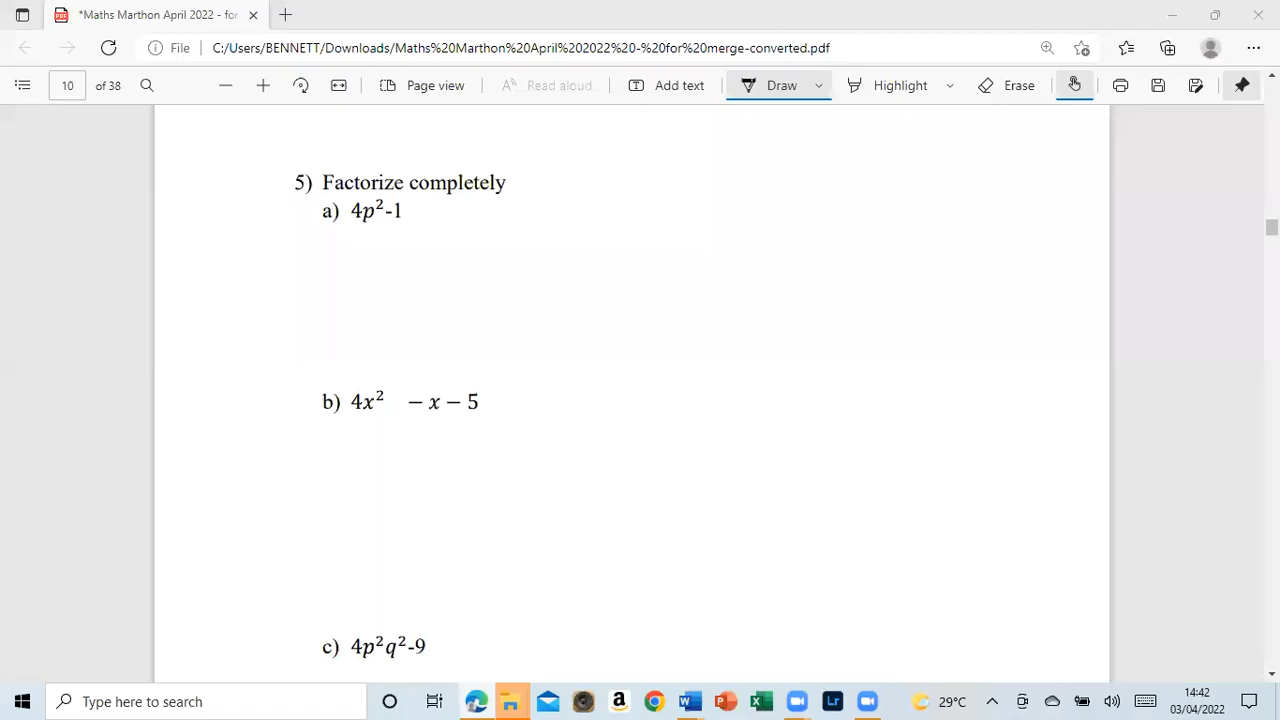 *Maths Marthon April 2022 - for
File C:/Users/BENNETT/Downloads/Maths%20Marthon%20April%202022%20-%20for%20merge-converted.pdf
10 of 38 Page view Read aloud Add text Draw Highlight Erase
5) Factorize completely
a) 4p²-1
b) 4x² − x − 5
c) 4p²q²-9
Type here to search 29°C 14:42
03/04/2022